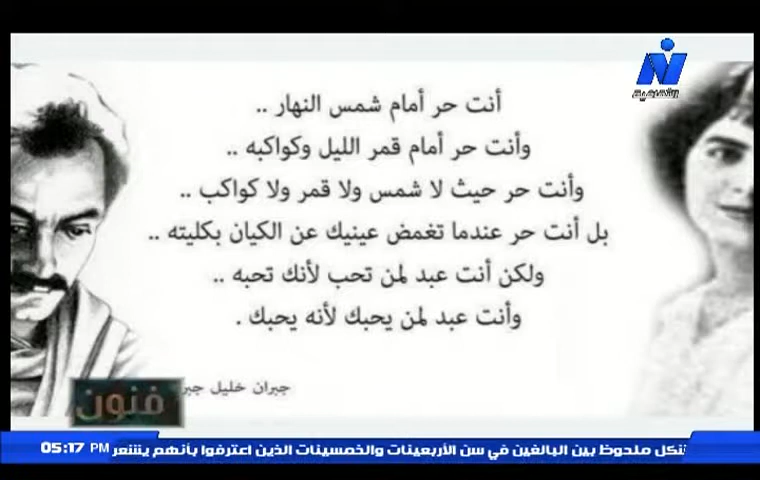 الثقافية
أنت حر أمام شمس النهار ..
وأنت حر أمام قمر الليل وكواكبه ..
وأنت حر حيث لا شمس ولا قمر ولا كواكب ..
بل أنت حر عندما تغمض عينيك عن الكيان بكليته ..
ولكن أنت عبد لمن تحب لأنك تحبه ..
وأنت عبد لمن يحبك لأنه يحبك .
جبران خليل جبر
فنون
شكل ملحوظ بين البالغين في سن الأربعينات والخمسينات الذين اعترفوا بأنهم يشعر
05:17 PM